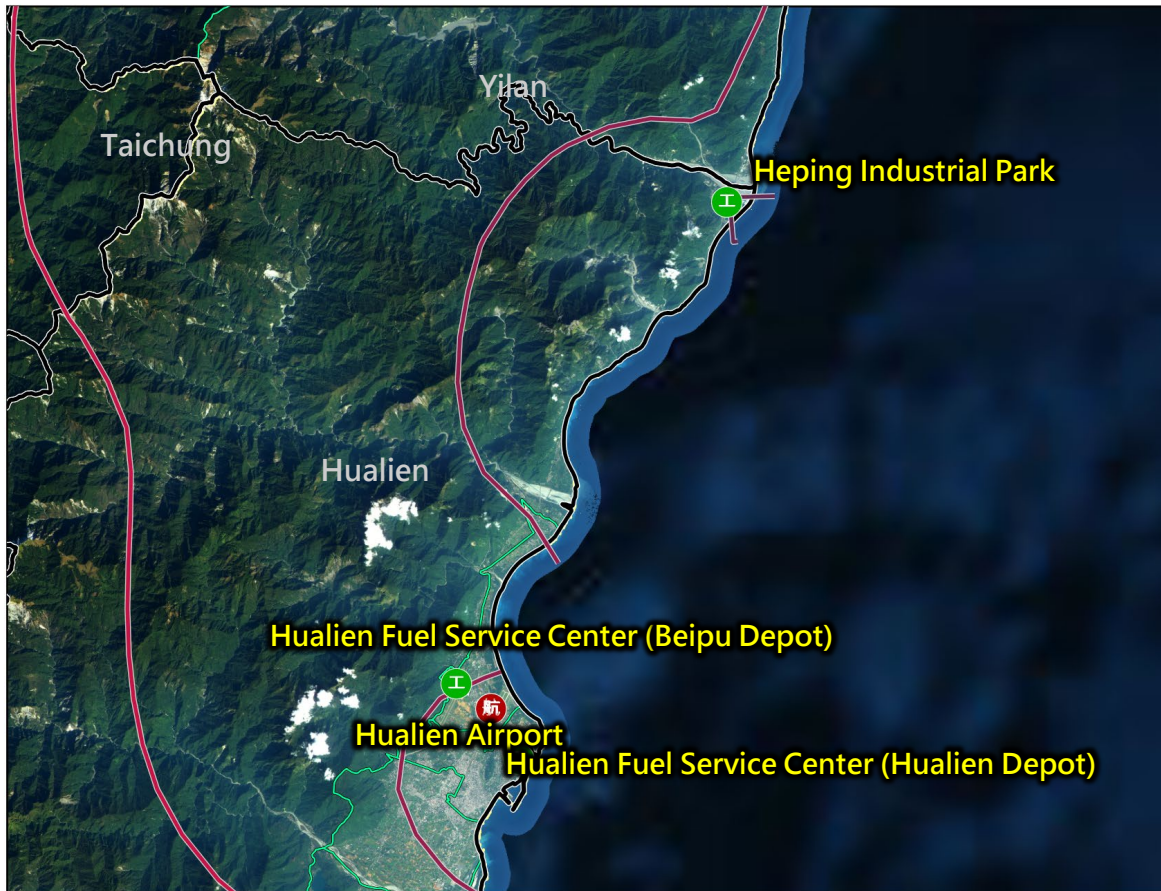 Yilan
Taichung
Heping Industrial Park
工
Hualien
Hualien Fuel Service Center (Beipu Depot)
工
航
Hualien Airport
Hualien Fuel Service Center (Hualien Depot)